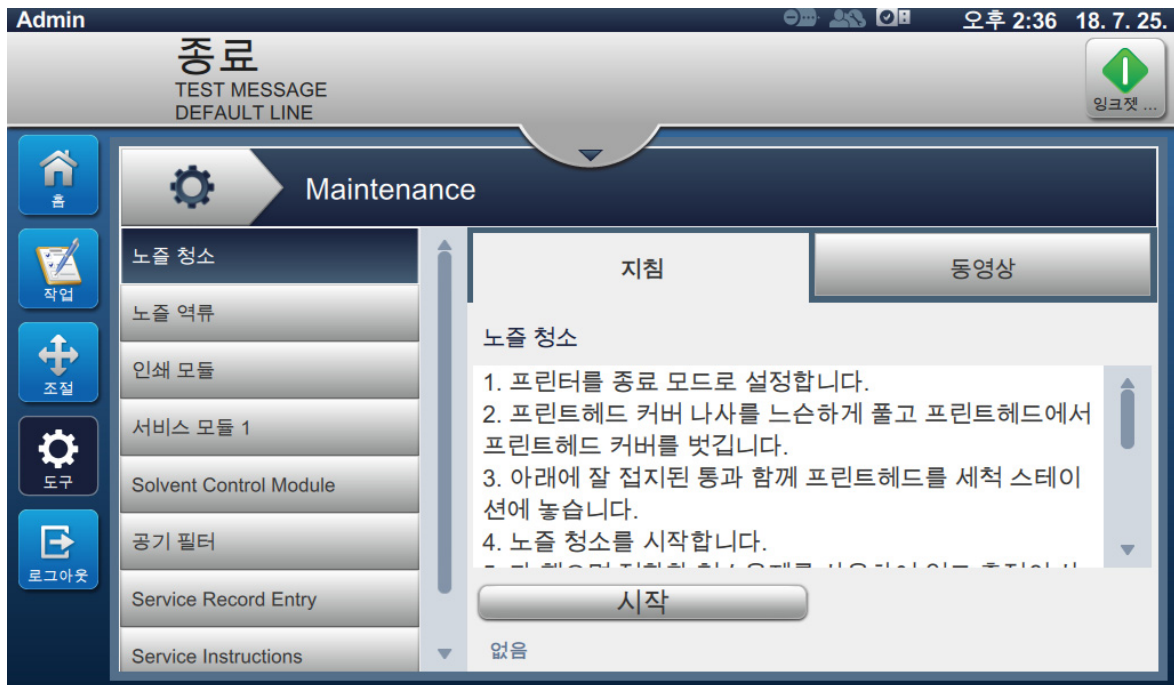 Admin
오후 2:36 18. 7. 25.
종료
TEST MESSAGE
DEFAULT LINE
잉크젯 ...
홈
작업
조절
도구
로그아웃
Maintenance
노즐 청소
노즐 역류
인쇄 모듈
서비스 모듈 1
Solvent Control Module
공기 필터
Service Record Entry
Service Instructions
지침
동영상
노즐 청소
1. 프린터를 종료 모드로 설정합니다.
2. 프린트헤드 커버 나사를 느슨하게 풀고 프린트헤드에서
프린트헤드 커버를 벗깁니다.
3. 아래에 잘 접지된 통과 함께 프린트헤드를 세척 스테이
션에 놓습니다.
4. 노즐 청소를 시작합니다.
시작
없음